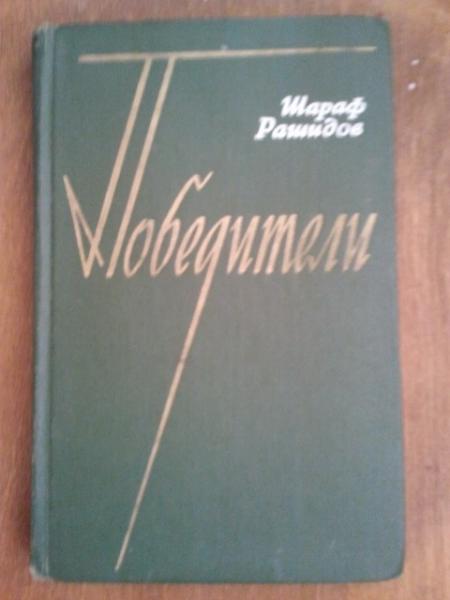 Шараф
Рашидов
Победители